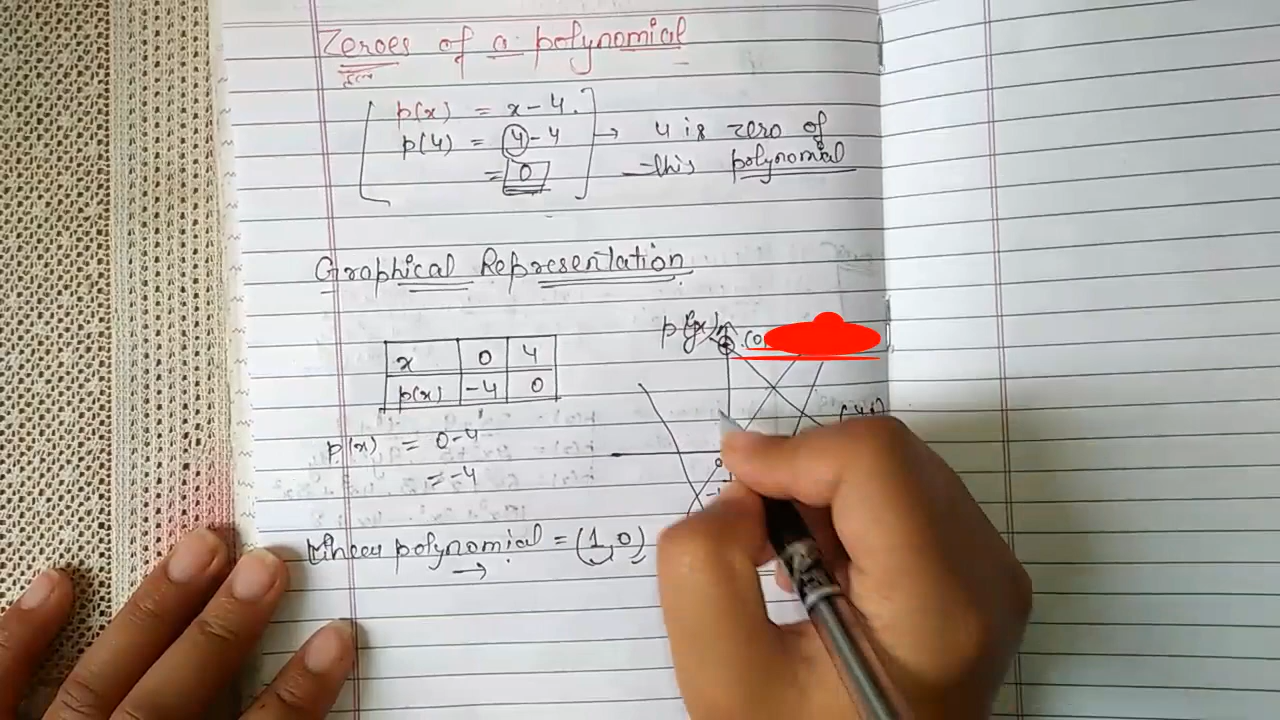 Zeroes of a polynomial
p(x) = x - 4.
p(4) = 4 - 4
= 0
→ 4 is zero of
this polynomial
Graphical Representation
x 0 4
p(x) -4 0
p(x) = 0-4
= -4
Linear polynomial = (1, 0)
p(x)